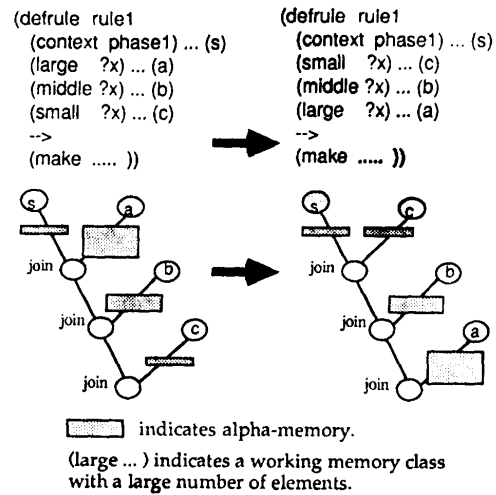 (defrule rule1
(context phase1) ... (s)
(large ?x) ... (a)
(middle ?x) ... (b)
(small ?x) ... (c)
-->
(make ..... ))
(defrule rule1
(context phase1) ... (s)
(small ?x) ... (c)
(middle ?x) ... (b)
(large ?x) ... (a)
-->
(make ..... ))
s
a
join
b
join
c
join
s
c
join
b
join
a
join
indicates alpha-memory.
(large ... ) indicates a working memory class
with a large number of elements.